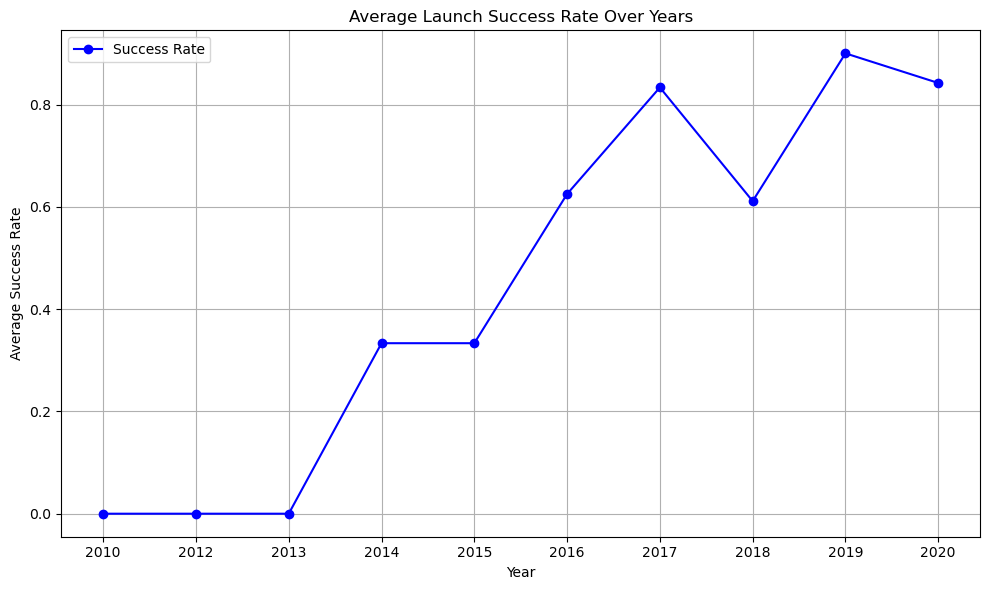 Average Launch Success Rate Over Years
Success Rate
Average Success Rate
0.8
0.6
0.4
0.2
0.0
2010 2012 2013 2014 2015 2016 2017 2018 2019 2020
Year